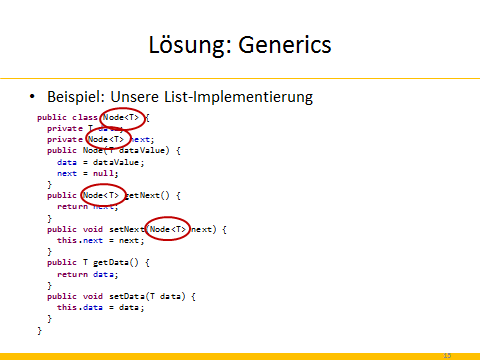 Lösung: Generics
• Beispiel: Unsere List-Implementierung
public class Node<T> {
private T data;
private Node<T> next;
public Node(T dataValue) {
data = dataValue;
next = null;
}
public Node<T> getNext() {
return next;
}
public void setNext(Node<T> next) {
this.next = next;
}
public T getData() {
return data;
}
public void setData(T data) {
this.data = data;
}
}
15